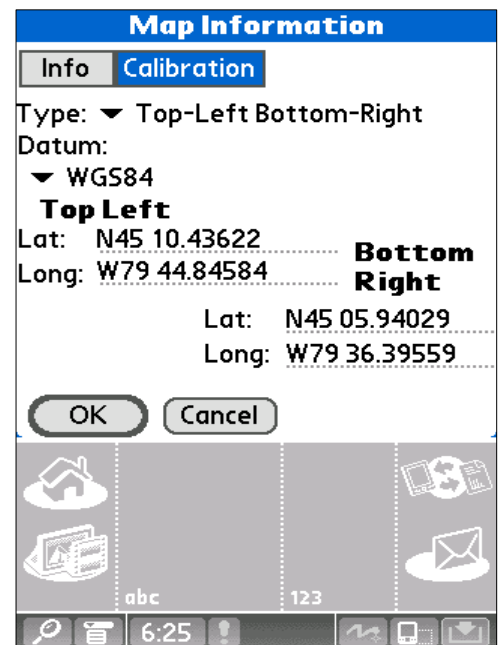 Map Information
Info Calibration
Type: Top-Left Bottom-Right
Datum:
WGS84
Top Left
Lat: N45 10.43622
Long: W79 44.84584
Bottom
Right
Lat: N45 05.94029
Long: W79 36.39559
OK Cancel
abc 123
6:25